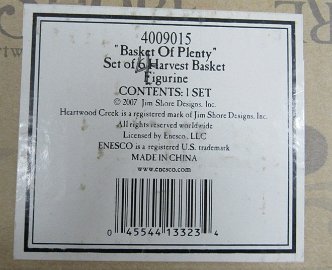 4009015
"Basket Of Plenty"
Set of 6 Harvest Basket
Figurine
CONTENTS: 1 SET
© 2007 Jim Shore Designs, Inc.
Heartwood Creek is a registered mark of Jim Shore Designs, Inc.
All rights reserved worldwide
Licensed by Enesco, LLC
ENESCO is a registered U.S. trademark
MADE IN CHINA
www.enesco.com
0 45544 13323 4